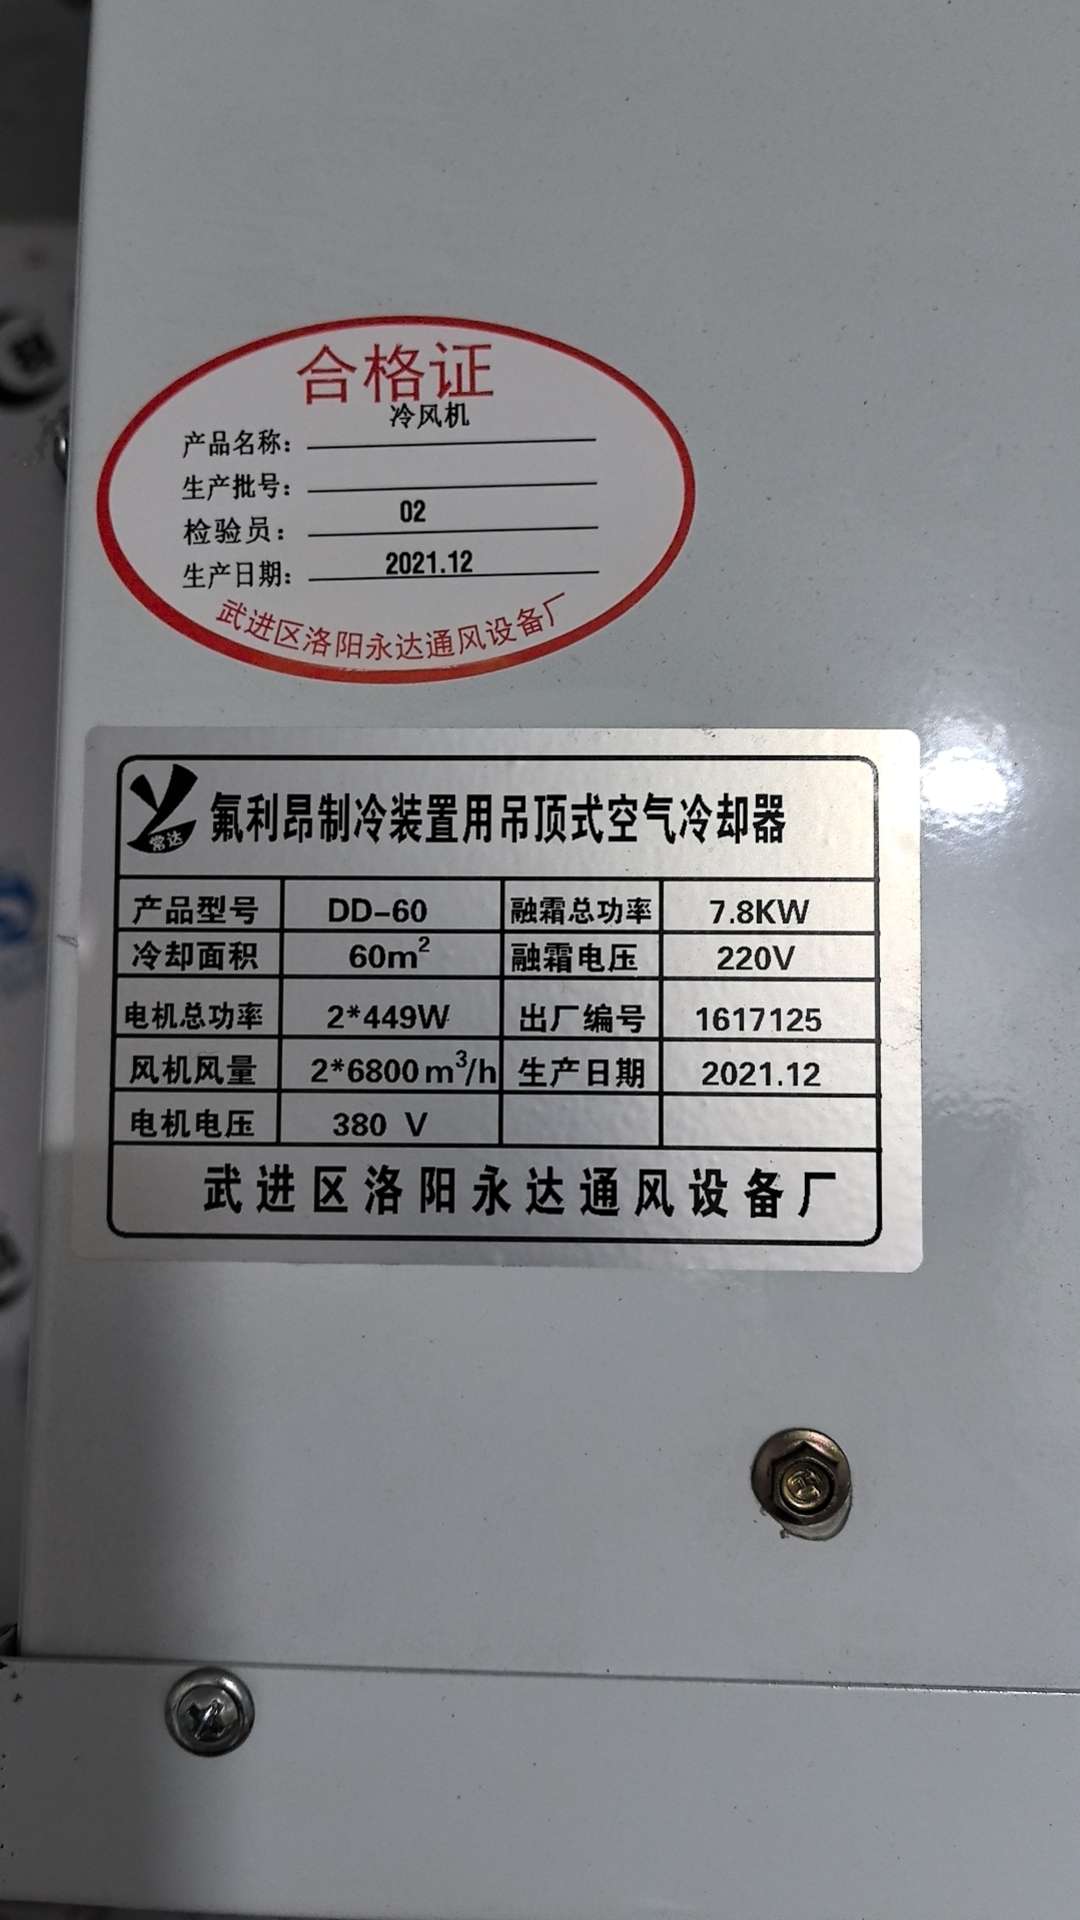 合格证
产品名称： 冷风机
生产批号：
检验员： 02
生产日期： 2021.12
武进区洛阳永达通风设备厂
常达
氟利昂制冷装置用吊顶式空气冷却器
产品型号 DD-60 融霜总功率 7.8KW
冷却面积 60m² 融霜电压 220V
电机总功率 2*449W 出厂编号 1617125
风机风量 2*6800m³/h 生产日期 2021.12
电机电压 380 V
武进区洛阳永达通风设备厂